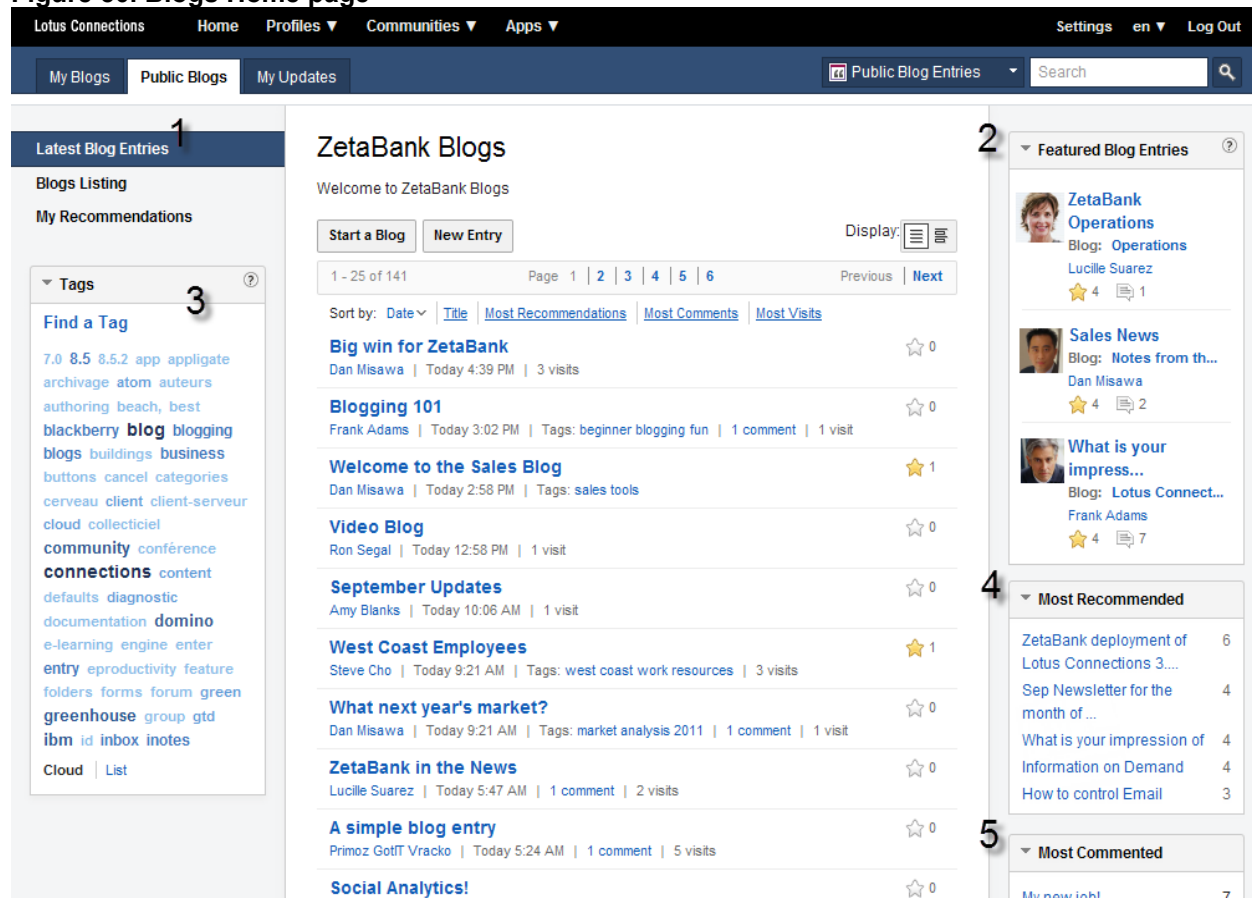 Figure 30: Blogs Home page
Lotus Connections Home Profiles ▼ Communities ▼ Apps ▼ Settings en ▼ Log Out
My Blogs Public Blogs My Updates Public Blog Entries Search
1
Latest Blog Entries
Blogs Listing
My Recommendations
3
Tags ?
Find a Tag
7.0 8.5 8.5.2 app appligate
archivage atom auteurs
authoring beach, best
blackberry blog blogging
blogs buildings business
buttons cancel categories
cerveau client client-serveur
cloud collecticiel
community conférence
connections content
defaults diagnostic
documentation domino
e-learning engine enter
entry eproductivity feature
folders forms forum green
greenhouse group gtd
ibm id inbox inotes
Cloud | List
ZetaBank Blogs
Welcome to ZetaBank Blogs
Start a Blog New Entry Display:
1 - 25 of 141 Page 1 | 2 | 3 | 4 | 5 | 6 Previous | Next
Sort by: Date Title Most Recommendations Most Comments Most Visits
Big win for ZetaBank 0
Dan Misawa | Today 4:39 PM | 3 visits
Blogging 101 0
Frank Adams | Today 3:02 PM | Tags: beginner blogging fun | 1 comment | 1 visit
Welcome to the Sales Blog 1
Dan Misawa | Today 2:58 PM | Tags: sales tools
Video Blog 0
Ron Segal | Today 12:58 PM | 1 visit
September Updates 0
Amy Blanks | Today 10:06 AM | 1 visit
West Coast Employees 1
Steve Cho | Today 9:21 AM | Tags: west coast work resources | 3 visits
What next year's market? 0
Dan Misawa | Today 9:21 AM | Tags: market analysis 2011 | 1 comment | 1 visit
ZetaBank in the News 0
Lucille Suarez | Today 5:47 AM | 1 comment | 2 visits
A simple blog entry 0
Primoz GotIT Vracko | Today 5:24 AM | 1 comment | 5 visits
Social Analytics! 0
2
Featured Blog Entries ?
ZetaBank
Operations
Blog: Operations
Lucille Suarez
4 1
Sales News
Blog: Notes from th...
Dan Misawa
4 2
What is your
impress...
Blog: Lotus Connect...
Frank Adams
4 7
4
Most Recommended
ZetaBank deployment of 6
Lotus Connections 3....
Sep Newsletter for the 4
month of ...
What is your impression of 4
Information on Demand 4
How to control Email 3
5
Most Commented
My new job! 7